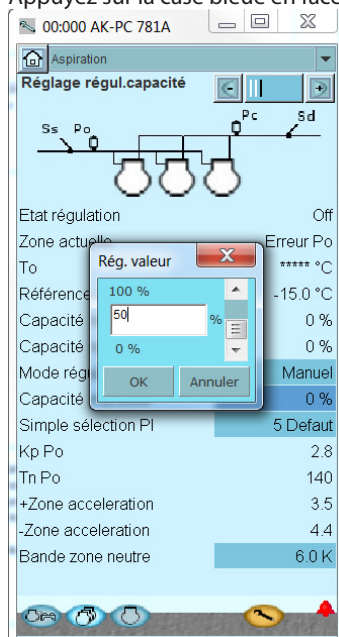 Appuyez sur la case bleue en face
00:000 AK-PC 781A
Aspiration
Réglage régul.capacité
Ss Po Pc Sd
Etat régulation Off
Zone actuelle Erreur Po
To ***** °C
Référence -15.0 °C
Capacité 0 %
Capacité 0 %
Mode régu Manuel
Capacité 0 %
Simple sélection PI 5 Defaut
Kp Po 2.8
Tn Po 140
+Zone acceleration 3.5
-Zone acceleration 4.4
Bande zone neutre 6.0 K
Rég. valeur
100 %
50 %
0 %
OK Annuler